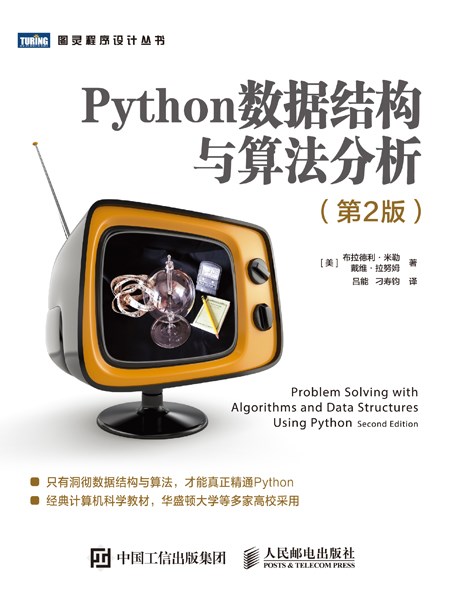 TURING 图灵程序设计丛书
Python数据结构
与算法分析
（第2版）
[美] 布拉德利·米勒 著
戴维·拉努姆
吕能 刁寿钧 译
Problem Solving with
Algorithms and Data Structures
Using Python Second Edition
只有洞彻数据结构与算法，才能真正精通Python
经典计算机科学教材，华盛顿大学等多家高校采用
中国工信出版集团
人民邮电出版社
POSTS & TELECOM PRESS